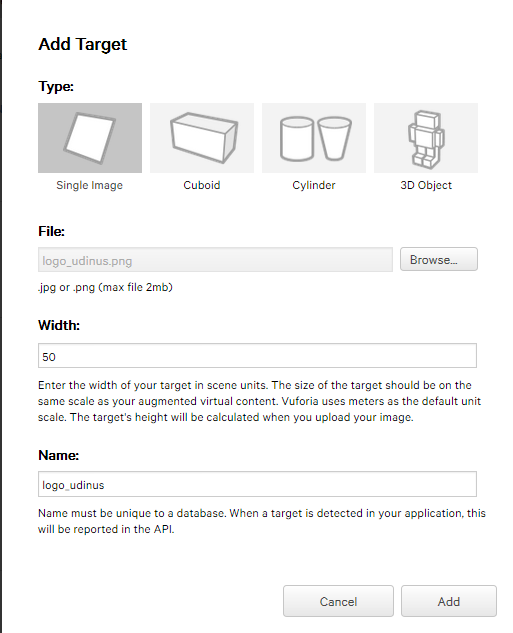 Add Target
Type:
Single Image
Cuboid
Cylinder
3D Object
File:
logo_udinus.png
Browse...
.jpg or .png (max file 2mb)
Width:
50
Enter the width of your target in scene units. The size of the target should be on the
same scale as your augmented virtual content. Vuforia uses meters as the default unit
scale. The target's height will be calculated when you upload your image.
Name:
logo_udinus
Name must be unique to a database. When a target is detected in your application, this
will be reported in the API.
Cancel
Add